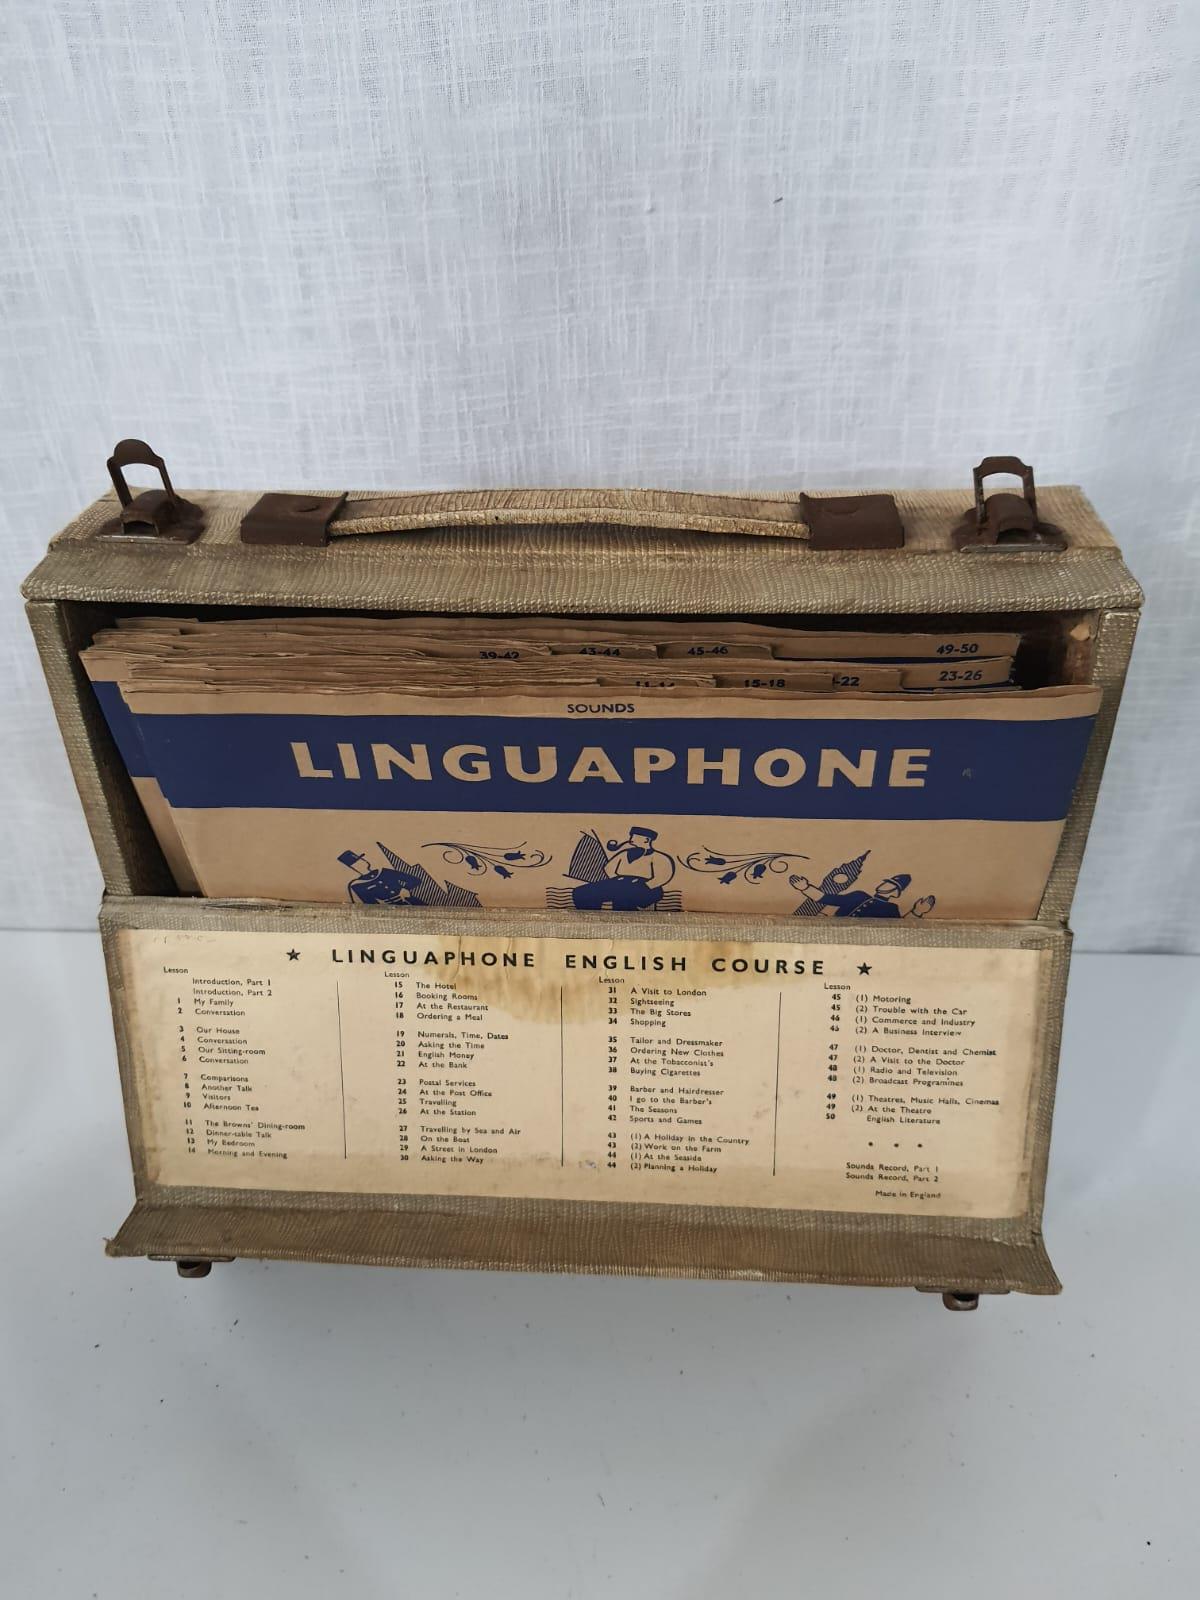 39-42
43-44
45-46
49-50
11-14
15-18
-22
23-26
SOUNDS
LINGUAPHONE
★ LINGUAPHONE ENGLISH COURSE ★
Lesson
Introduction, Part 1
Introduction, Part 2
1 My Family
2 Conversation
3 Our House
4 Conversation
5 Our Sitting-room
6 Conversation
7 Comparisons
8 Another Talk
9 Visitors
10 Afternoon Tea
11 The Browns' Dining-room
12 Dinner-table Talk
13 My Bedroom
14 Morning and Evening
Lesson
15 The Hotel
16 Booking Rooms
17 At the Restaurant
18 Ordering a Meal
19 Numerals, Time, Dates
20 Asking the Time
21 English Money
22 At the Bank
23 Postal Services
24 At the Post Office
25 Travelling
26 At the Station
27 Travelling by Sea and Air
28 On the Boat
29 A Street in London
30 Asking the Way
Lesson
31 A Visit to London
32 Sightseeing
33 The Big Stores
34 Shopping
35 Tailor and Dressmaker
36 Ordering New Clothes
37 At the Tobacconist's
38 Buying Cigarettes
39 Barber and Hairdresser
40 I go to the Barber's
41 The Seasons
42 Sports and Games
43 (1) A Holiday in the Country
43 (2) Work on the Farm
44 (1) At the Seaside
44 (2) Planning a Holiday
Lesson
45 (1) Motoring
45 (2) Trouble with the Car
46 (1) Commerce and Industry
46 (2) A Business Interview
47 (1) Doctor, Dentist and Chemist
47 (2) A Visit to the Doctor
48 (1) Radio and Television
48 (2) Broadcast Programmes
49 (1) Theatres, Music Halls, Cinemas
49 (2) At the Theatre
50 English Literature
* * *
Sounds Record, Part 1
Sounds Record, Part 2
Made in England